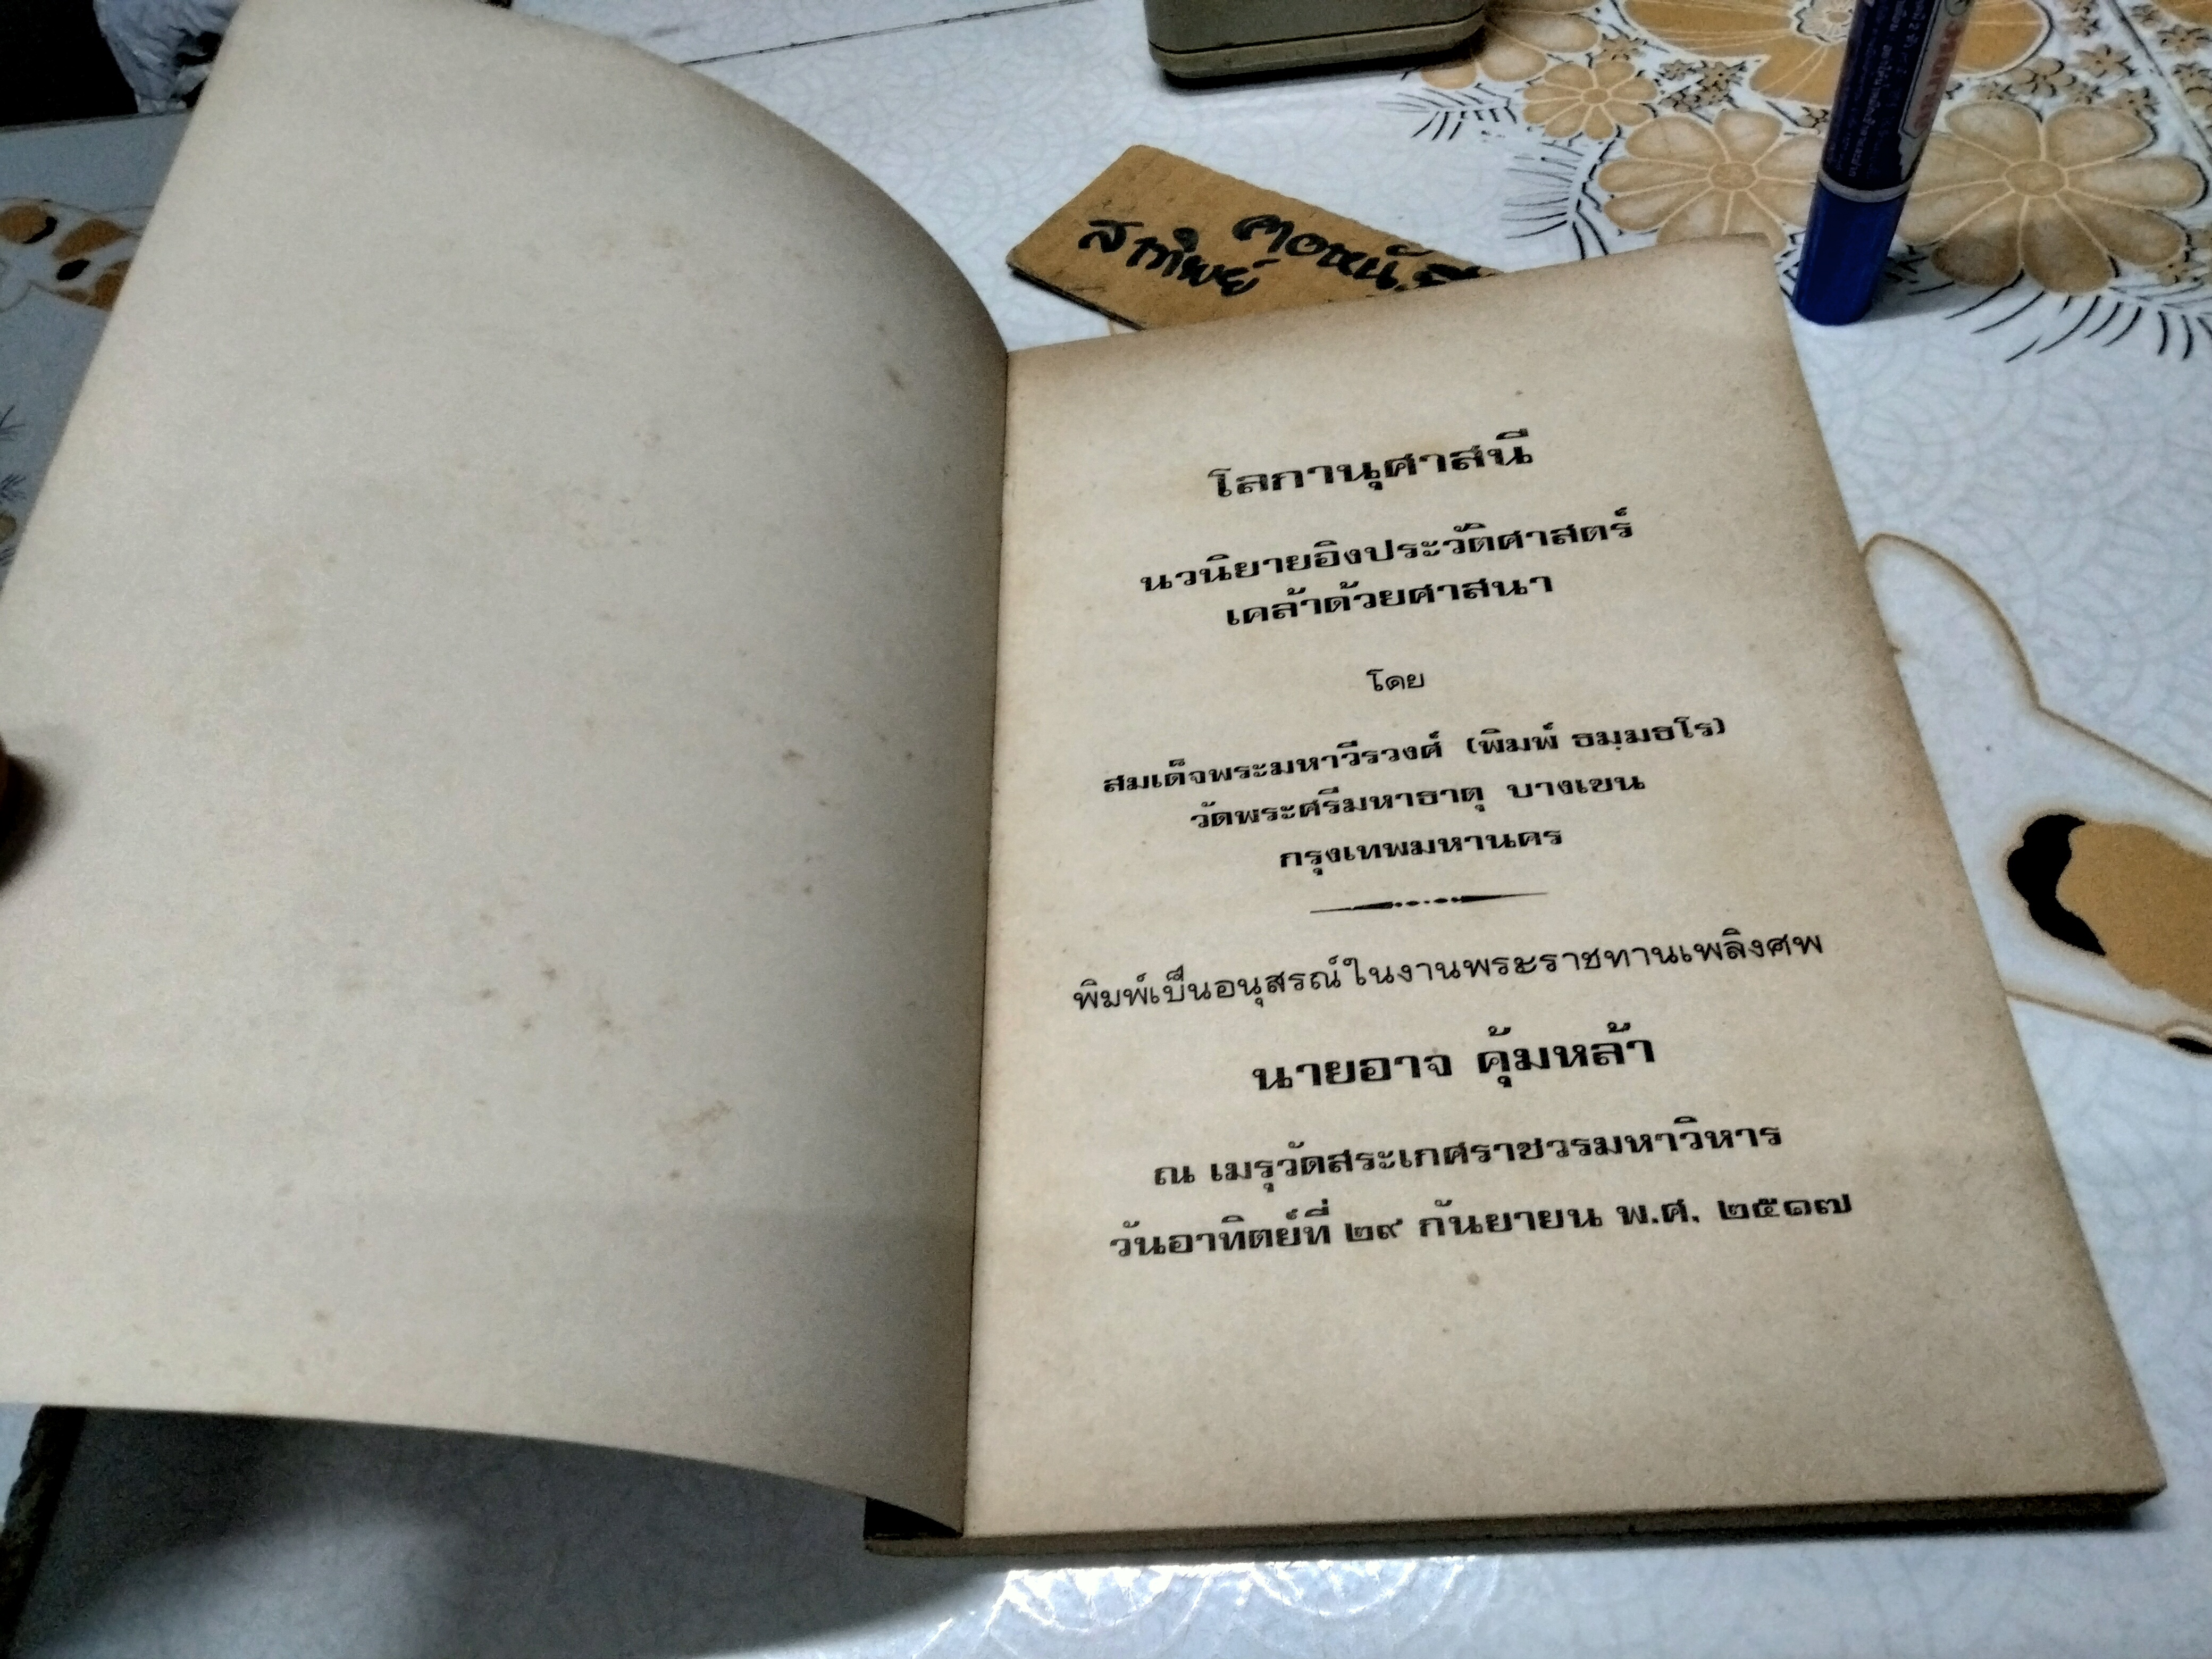 สทิพย์
โลกานุศาสนี
นวนิยายอิงประวัติศาสตร์
เคล้าด้วยศาสนา
โดย
สมเด็จพระมหาวีรวงศ์ (พิมพ์ ธมฺมธโร)
วัดพระศรีมหาธาตุ บางเขน
กรุงเทพมหานคร
พิมพ์เป็นอนุสรณ์ในงานพระราชทานเพลิงศพ
นายอาจ คุ้มหล้า
ณ เมรุวัดสระเกศราชวรมหาวิหาร
วันอาทิตย์ที่ ๒๙ กันยายน พ.ศ. ๒๕๑๗